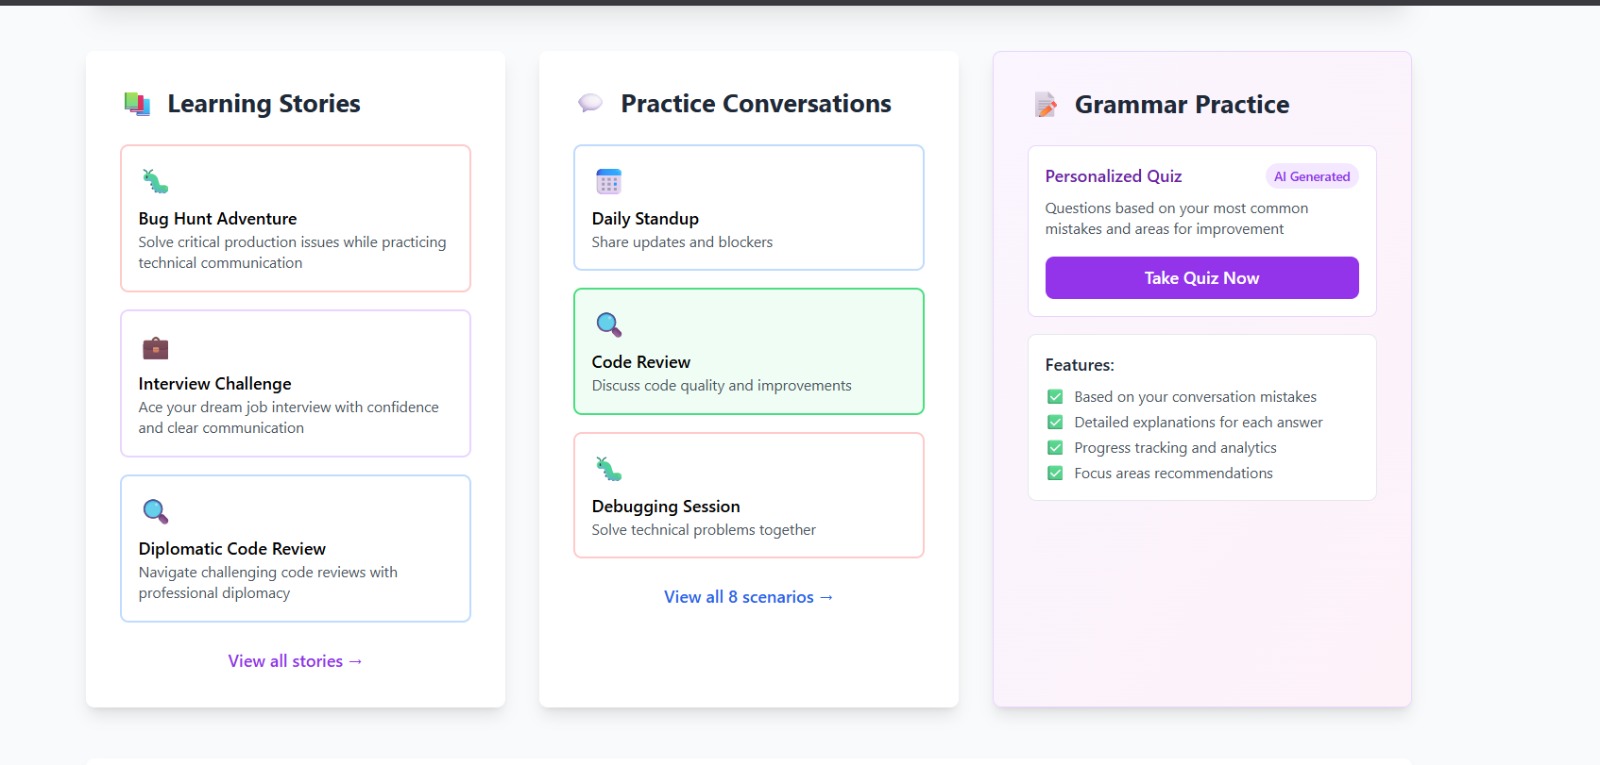 Learning Stories
Bug Hunt Adventure
Solve critical production issues while practicing
technical communication
Interview Challenge
Ace your dream job interview with confidence
and clear communication
Diplomatic Code Review
Navigate challenging code reviews with
professional diplomacy
View all stories →
Practice Conversations
Daily Standup
Share updates and blockers
Code Review
Discuss code quality and improvements
Debugging Session
Solve technical problems together
View all 8 scenarios →
Grammar Practice
Personalized Quiz
AI Generated
Questions based on your most common
mistakes and areas for improvement
Take Quiz Now
Features:
Based on your conversation mistakes
Detailed explanations for each answer
Progress tracking and analytics
Focus areas recommendations